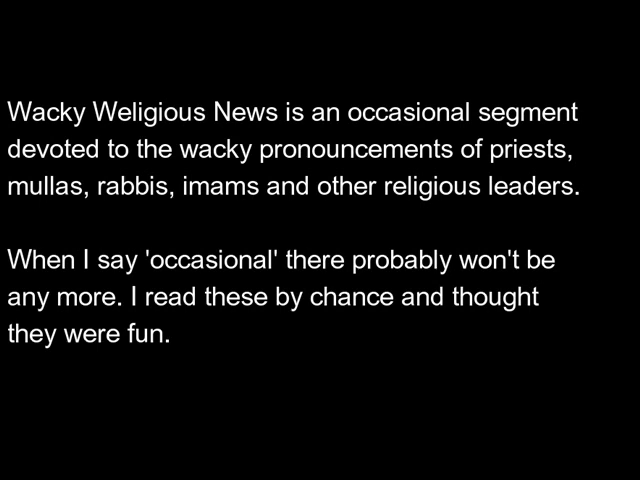 Wacky Weligious News is an occasional segment
devoted to the wacky pronouncements of priests,
mullas, rabbis, imams and other religious leaders.
When I say 'occasional' there probably won't be
any more. I read these by chance and thought
they were fun.